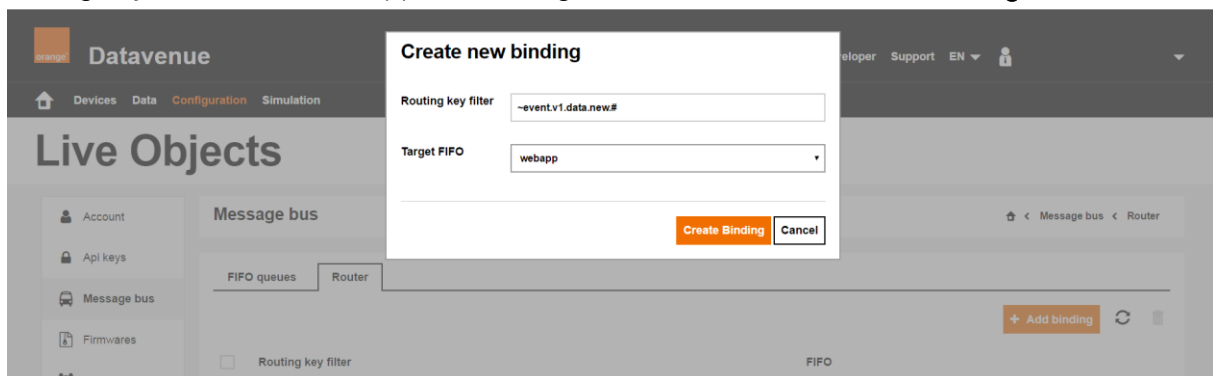 Create new binding
orange Datavenue
eloper Support EN
Devices Data Configuration Simulation
Routing key filter ~event.v1.data.new.#
Live Objects
Target FIFO webapp
Create Binding Cancel
Account
Message bus
Message bus < Router
Api keys
FIFO queues Router
Message bus
+ Add binding
Firmwares
Routing key filter FIFO